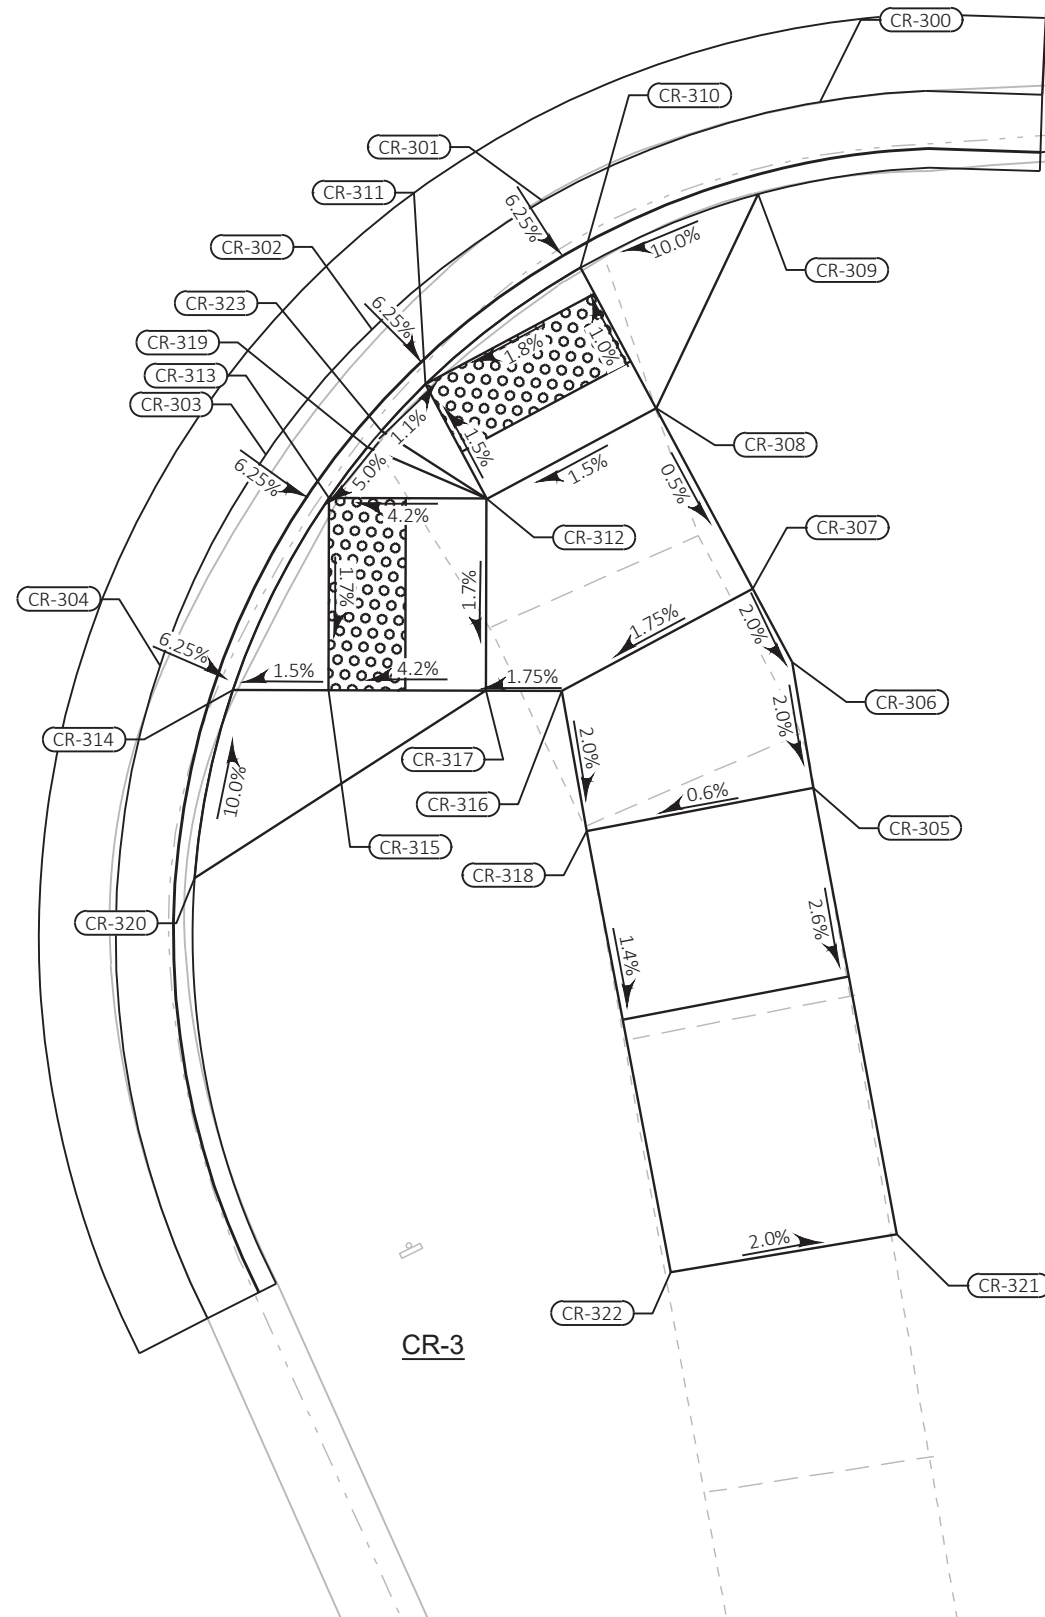 CR-300
CR-310
CR-301
CR-311
6.25%
10.0%
CR-302
CR-309
CR-323
6.25%
CR-319
1.8%
1.0%
CR-313
CR-303
1.1%
1.5%
CR-308
6.25%
5.0%
1.5%
0.5%
4.2%
CR-312
CR-307
CR-304
1.7%
1.7%
2.0%
1.75%
6.25%
1.5%
4.2%
1.75%
CR-306
2.0%
CR-314
2.0%
CR-317
10.0%
CR-316
0.6%
CR-305
CR-315
CR-318
CR-320
2.6%
1.4%
2.0%
CR-321
CR-322
CR-3